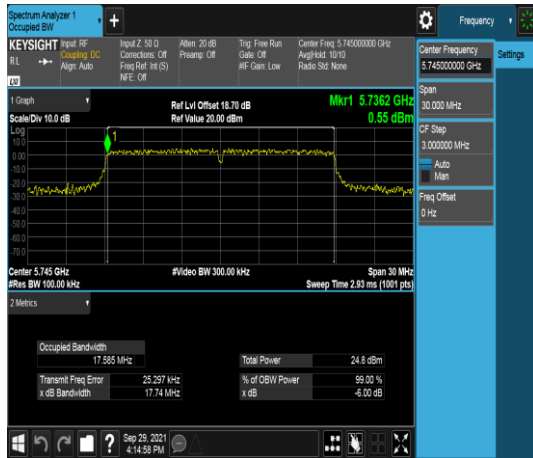 Spectrum Analyzer 1
Occupied BW
+
Frequency
KEYSIGHT
RL
LXI
Input: RF
Coupling: DC
Align: Auto
Input Z: 50 Ω
Corrections: Off
Freq Ref: Int (S)
NFE: Off
Atten: 20 dB
Preamp: Off
Trig: Free Run
Gate: Off
#IF Gain: Low
Center Freq: 5.745000000 GHz
Avg|Hold: 10/10
Radio Std: None
Center Frequency
5.745000000 GHz
Settings
Span
30.000 MHz
CF Step
3.000000 MHz
Auto
Man
Freq Offset
0 Hz
1 Graph
Scale/Div 10.0 dB
Ref Lvl Offset 18.70 dB
Ref Value 20.00 dBm
Mkr1 5.7362 GHz
0.55 dBm
Log
10.0
0.00
-10.0
-20.0
-30.0
-40.0
-50.0
-60.0
-70.0
1
Center 5.745 GHz
#Res BW 100.00 kHz
#Video BW 300.00 kHz
Span 30 MHz
Sweep Time 2.93 ms (1001 pts)
2 Metrics
Occupied Bandwidth
17.585 MHz
Total Power 24.8 dBm
Transmit Freq Error 25.297 kHz
% of OBW Power 99.00 %
x dB Bandwidth 17.74 MHz
x dB -6.00 dB
?
Sep 29, 2021
4:14:58 PM